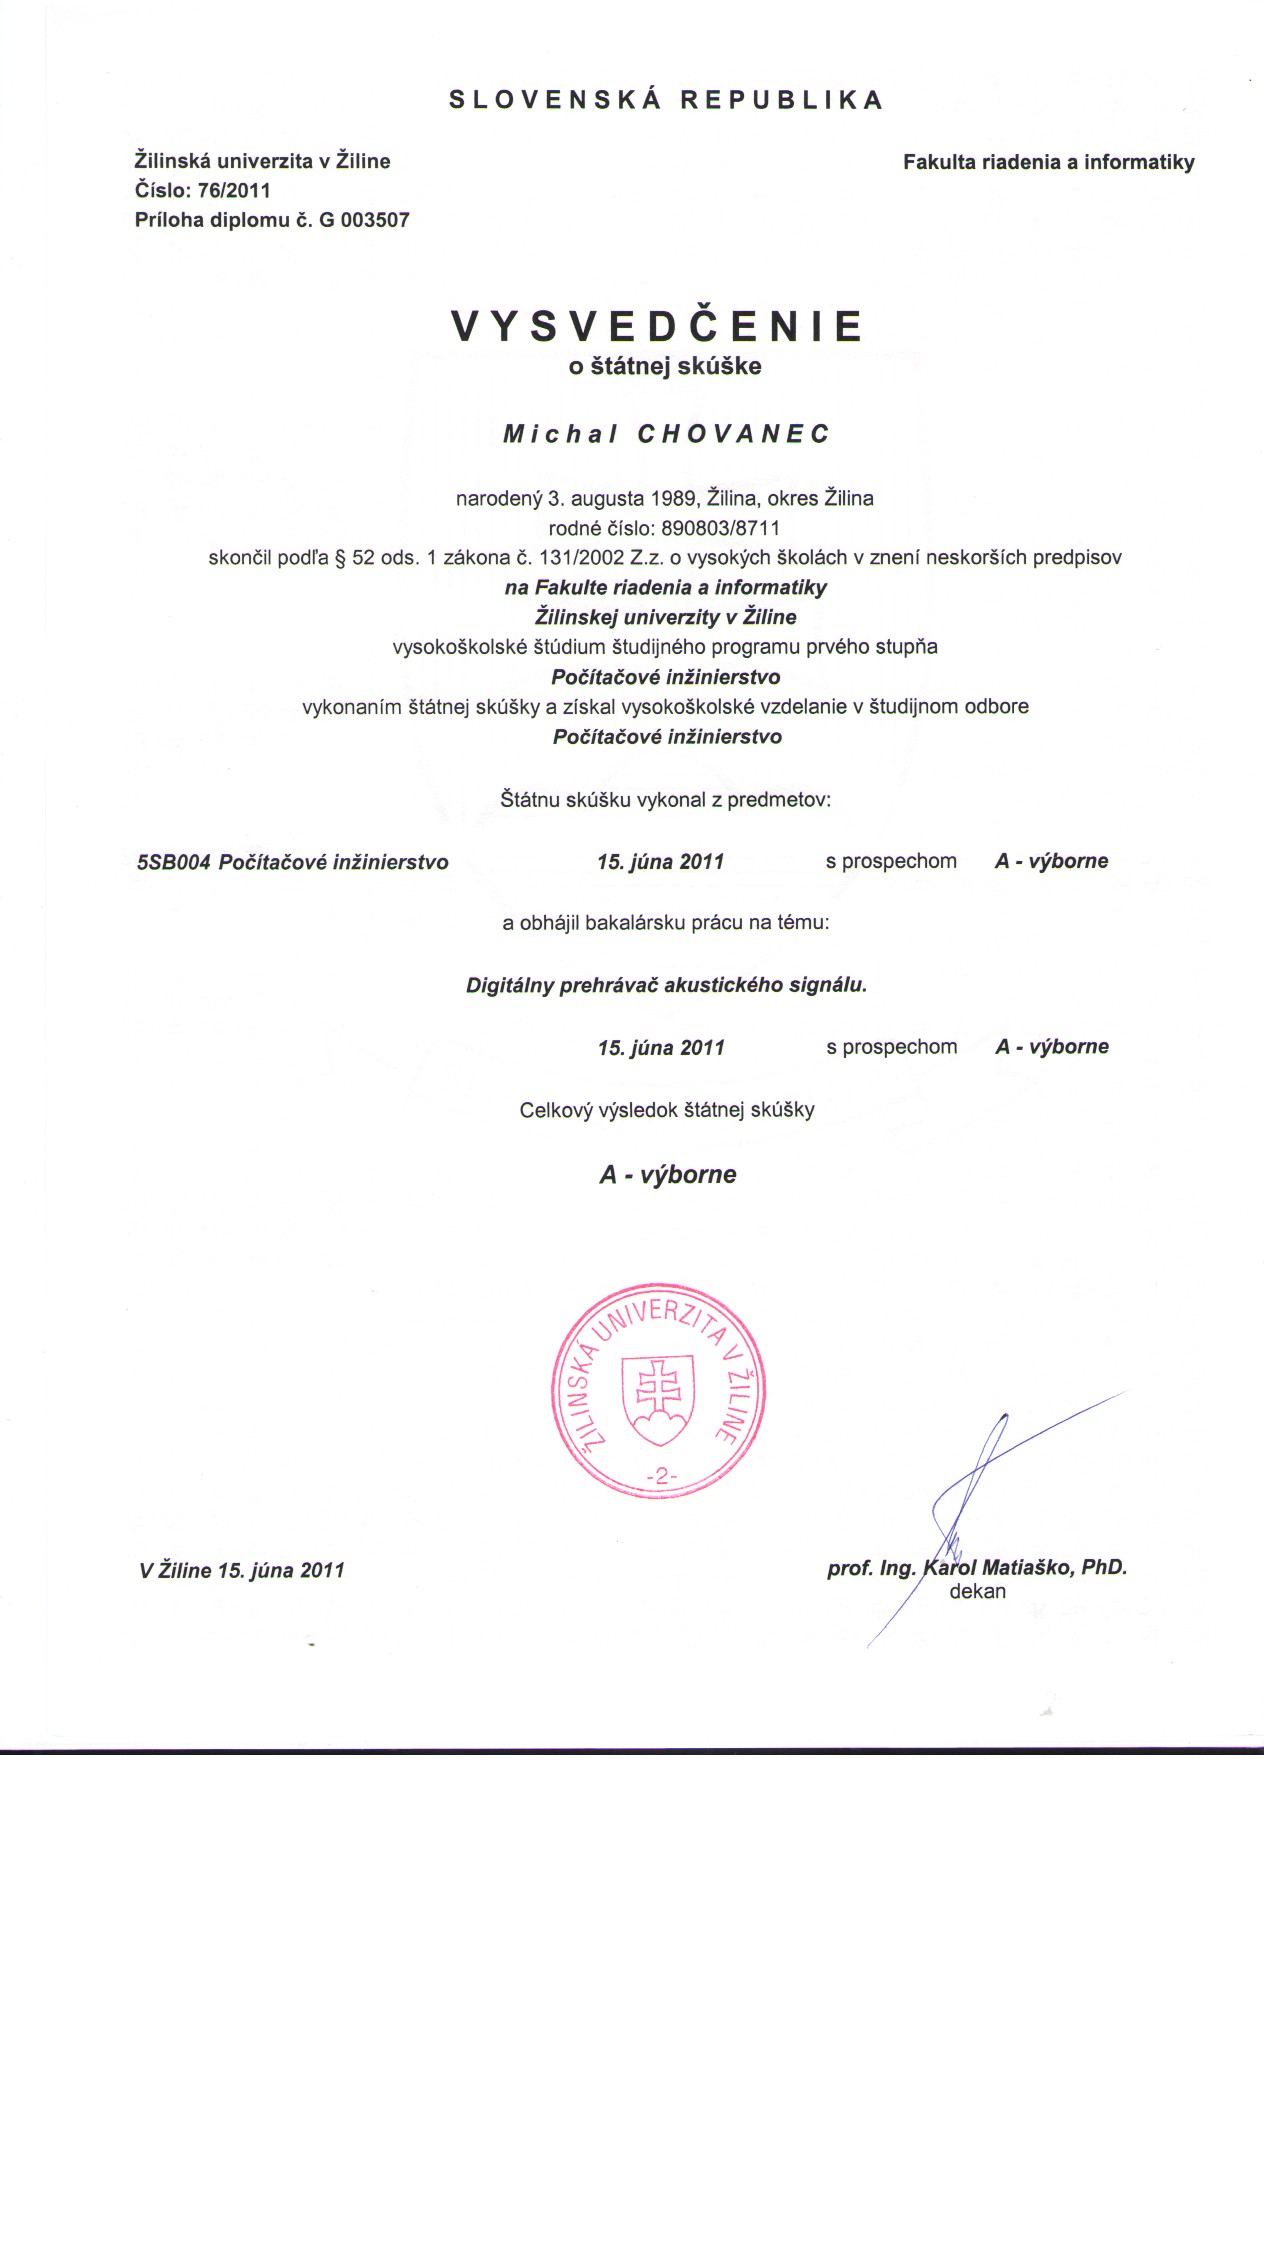 SLOVENSKÁ REPUBLIKA
Žilinská univerzita v Žiline
Fakulta riadenia a informatiky
Číslo: 76/2011
Príloha diplomu č. G 003507
VYSVEDČENIE
o štátnej skúške
Michal CHOVANEC
narodený 3. augusta 1989, Žilina, okres Žilina
rodné číslo: 890803/8711
skončil podľa § 52 ods. 1 zákona č. 131/2002 Z.z. o vysokých školách v znení neskorších predpisov
na Fakulte riadenia a informatiky
Žilinskej univerzity v Žiline
vysokoškolské štúdium študijného programu prvého stupňa
Počítačové inžinierstvo
vykonaním štátnej skúšky a získal vysokoškolské vzdelanie v študijnom odbore
Počítačové inžinierstvo
Štátnu skúšku vykonal z predmetov:
5SB004 Počítačové inžinierstvo 15. júna 2011 s prospechom A - výborne
a obhájil bakalársku prácu na tému:
Digitálny prehrávač akustického signálu.
15. júna 2011 s prospechom A - výborne
Celkový výsledok štátnej skúšky
A - výborne
ŽILINSKÁ UNIVERZITA V ŽILINE
-2-
V Žiline 15. júna 2011
prof. Ing. Karol Matiaško, PhD.
dekan